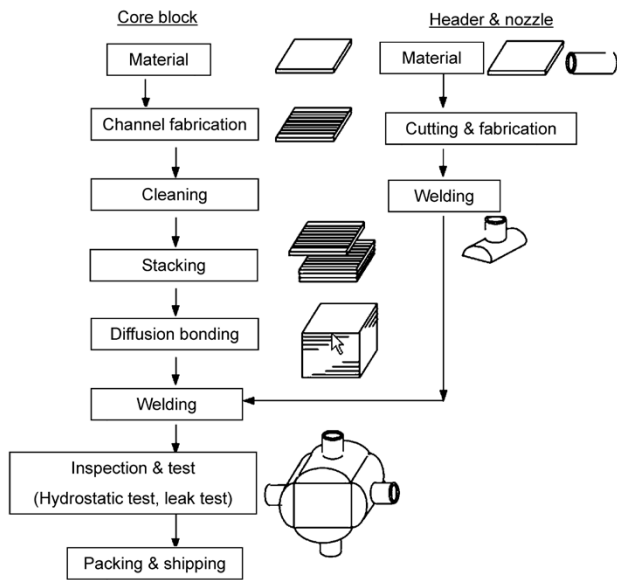 Core block
Header & nozzle
Material
Material
Channel fabrication
Cutting & fabrication
Cleaning
Welding
Stacking
Diffusion bonding
Welding
Inspection & test
(Hydrostatic test, leak test)
Packing & shipping